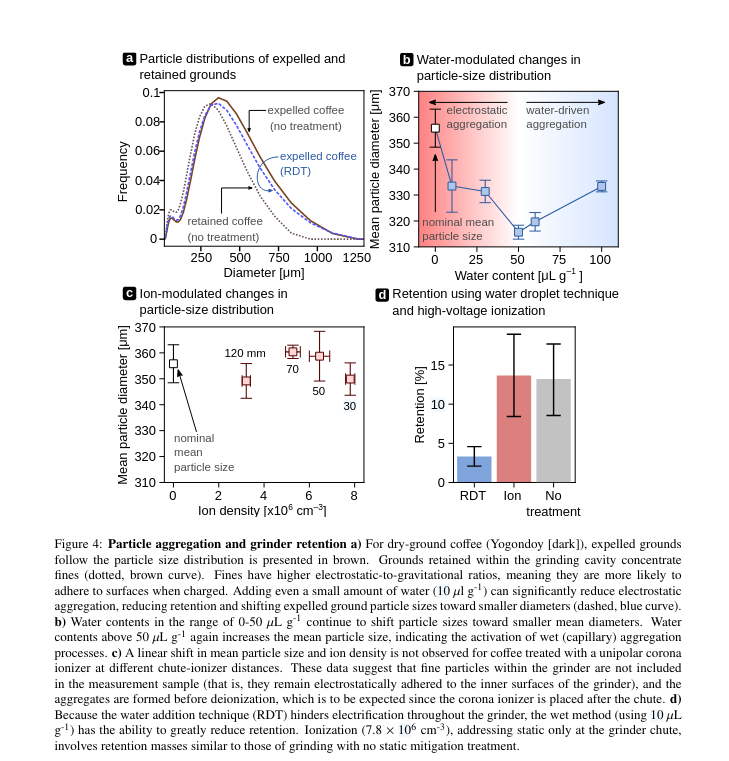 a Particle distributions of expelled and
retained grounds
0.1
0.08
0.06
0.04
0.02
0
Frequency
expelled coffee
(no treatment)
expelled coffee
(RDT)
retained coffee
(no treatment)
250 500 750 1000 1250
Diameter [μm]
b Water-modulated changes in
particle-size distribution
370
360
350
340
330
320
310
Mean particle diameter [μm]
electrostatic
aggregation
water-driven
aggregation
nominal mean
particle size
0 25 50 75 100
Water content [μL g⁻¹ ]
c Ion-modulated changes in
particle-size distribution
370
360
350
340
330
320
310
Mean particle diameter [μm]
120 mm
70
50
30
nominal
mean
particle size
0 2 4 6 8
Ion density [x10⁶ cm⁻³]
d Retention using water droplet technique
and high-voltage ionization
15
10
5
0
Retention [%]
RDT Ion No
treatment
Figure 4: Particle aggregation and grinder retention a) For dry-ground coffee (Yogondoy [dark]), expelled grounds
follow the particle size distribution is presented in brown. Grounds retained within the grinding cavity concentrate
fines (dotted, brown curve). Fines have higher electrostatic-to-gravitational ratios, meaning they are more likely to
adhere to surfaces when charged. Adding even a small amount of water (10 μl g⁻¹) can significantly reduce electrostatic
aggregation, reducing retention and shifting expelled ground particle sizes toward smaller diameters (dashed, blue curve).
b) Water contents in the range of 0-50 μL g⁻¹ continue to shift particle sizes toward smaller mean diameters. Water
contents above 50 μL g⁻¹ again increases the mean particle size, indicating the activation of wet (capillary) aggregation
processes. c) A linear shift in mean particle size and ion density is not observed for coffee treated with a unipolar corona
ionizer at different chute-ionizer distances. These data suggest that fine particles within the grinder are not included
in the measurement sample (that is, they remain electrostatically adhered to the inner surfaces of the grinder), and the
aggregates are formed before deionization, which is to be expected since the corona ionizer is placed after the chute. d)
Because the water addition technique (RDT) hinders electrification throughout the grinder, the wet method (using 10 μL
g⁻¹) has the ability to greatly reduce retention. Ionization (7.8 × 10⁶ cm⁻³), addressing static only at the grinder chute,
involves retention masses similar to those of grinding with no static mitigation treatment.